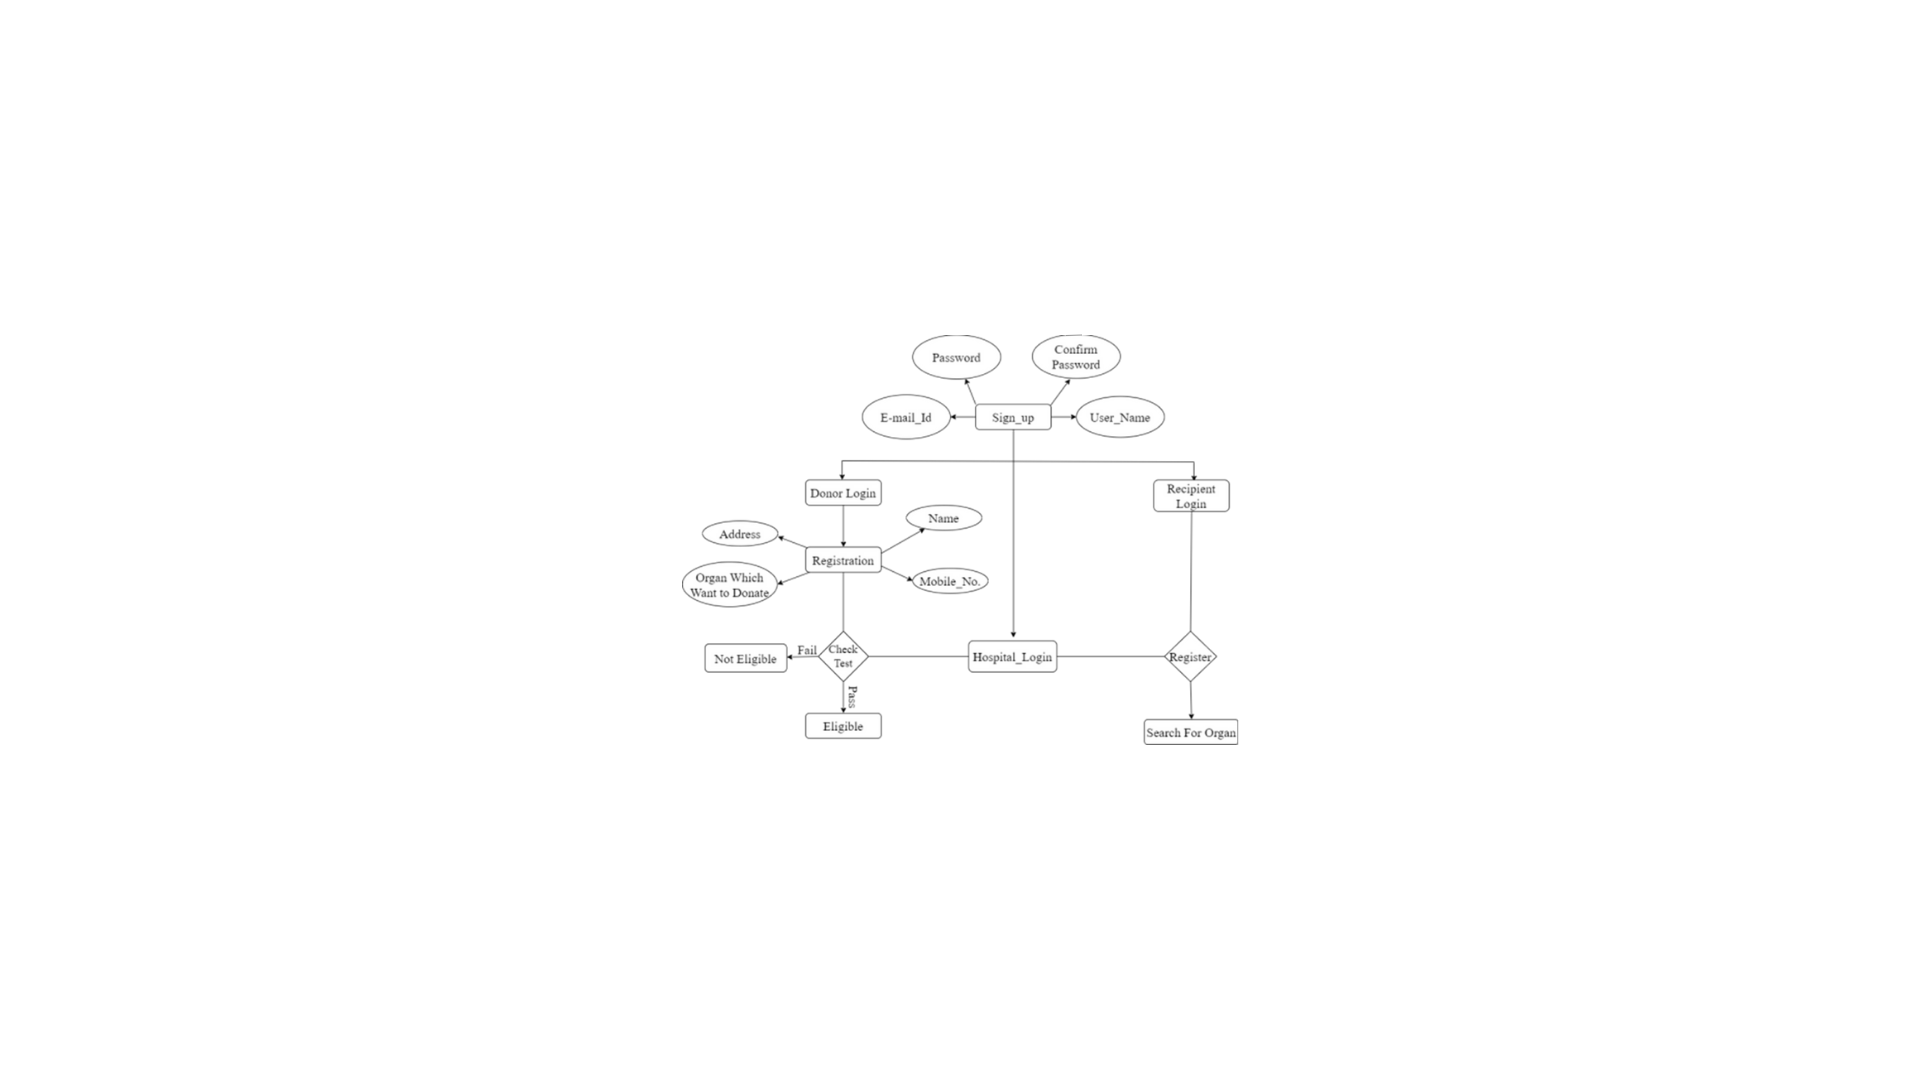 Password
Confirm
Password
E-mail_Id
Sign_up
User_Name
Donor Login
Recipient
Login
Name
Address
Registration
Organ Which
Want to Donate
Mobile_No.
Not Eligible
Fail
Check
Test
Hospital_Login
Register
Pass
Eligible
Search For Organ